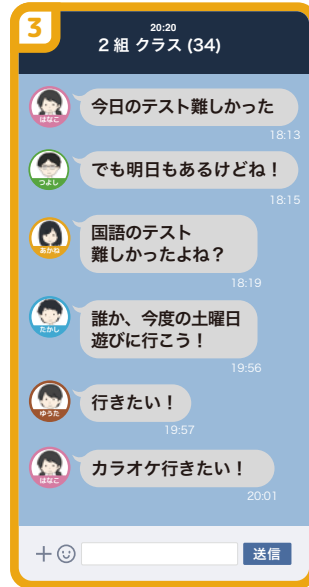 3
20:20
2組 クラス (34)
今日のテスト難しかった
はなこ
18:13
でも明日もあるけどね！
つよし
18:15
国語のテスト
難しかったよね？
あかね
18:19
誰か、今度の土曜日
遊びに行こう！
たかし
19:56
行きたい！
ゆうた
19:57
カラオケ行きたい！
はなこ
20:01
送信